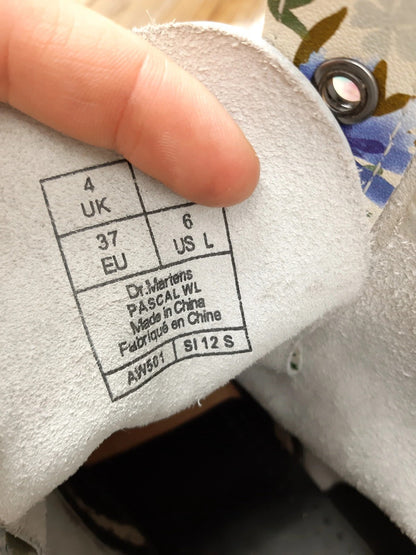 4
UK
37
EU
6
US L
Dr.Martens
PASCAL WL
Made in China
Fabriqué en Chine
AW501
SI 12 S